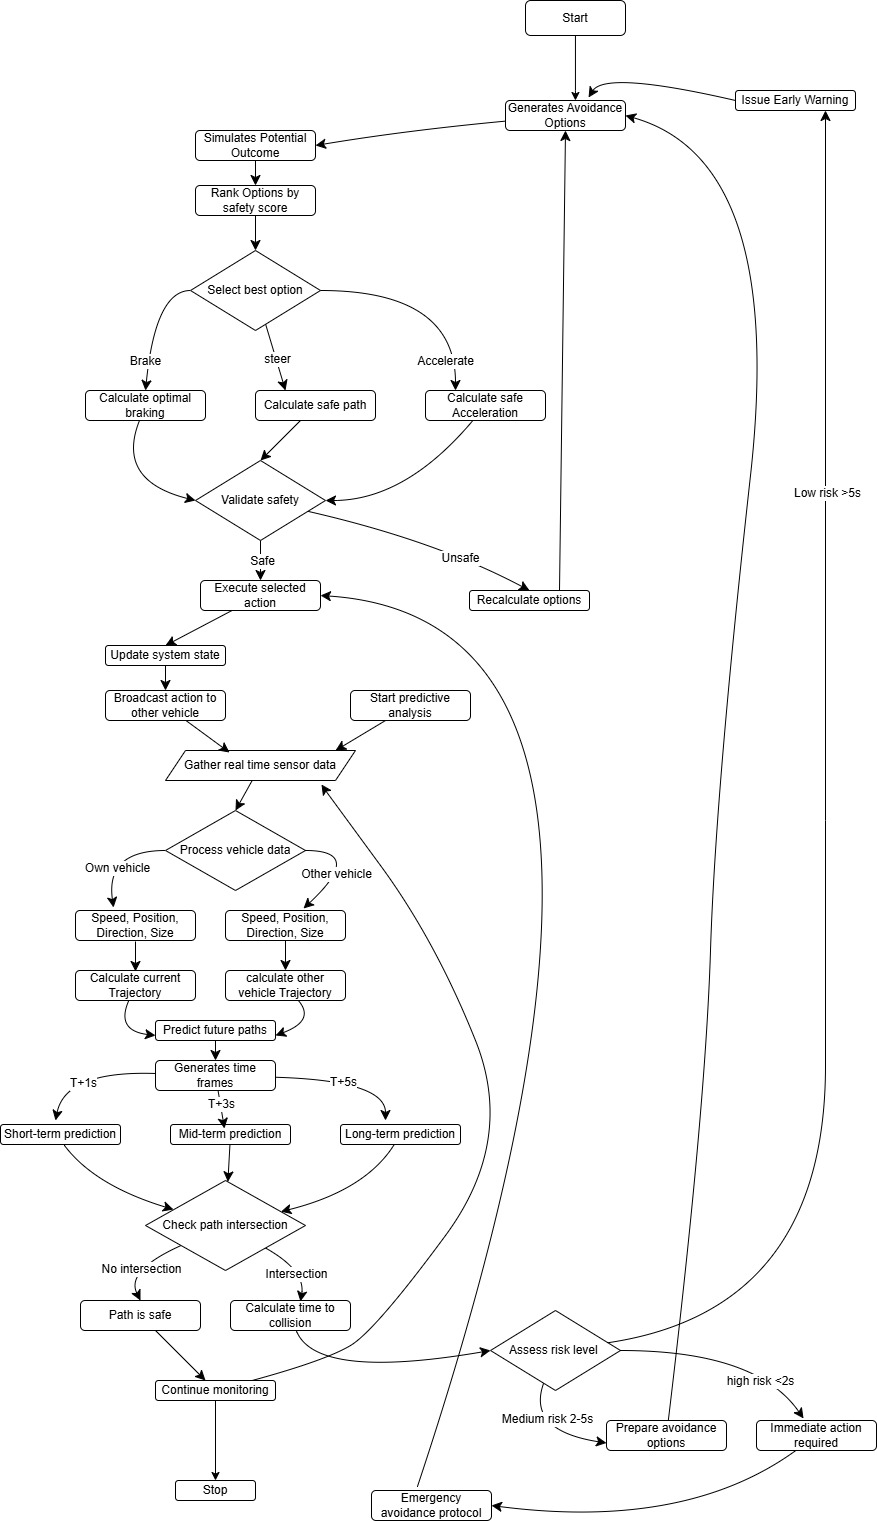 Start
Issue Early Warning
Generates Avoidance
Options
Simulates Potential
Outcome
Rank Options by
safety score
Select best option
Brake
steer
Accelerate
Calculate optimal
braking
Calculate safe path
Calculate safe
Acceleration
Low risk >5s
Validate safety
Safe
Unsafe
Execute selected
action
Recalculate options
Update system state
Broadcast action to
other vehicle
Start predictive
analysis
Gather real time sensor data
Process vehicle data
Own vehicle
Other vehicle
Speed, Position,
Direction, Size
Speed, Position,
Direction, Size
Calculate current
Trajectory
calculate other
vehicle Trajectory
Predict future paths
Generates time
frames
T+1s
T+3s
T+5s
Short-term prediction
Mid-term prediction
Long-term prediction
Check path intersection
No intersection
Intersection
Path is safe
Calculate time to
collision
Assess risk level
high risk <2s
Medium risk 2-5s
Continue monitoring
Prepare avoidance
options
Immediate action
required
Stop
Emergency
avoidance protocol